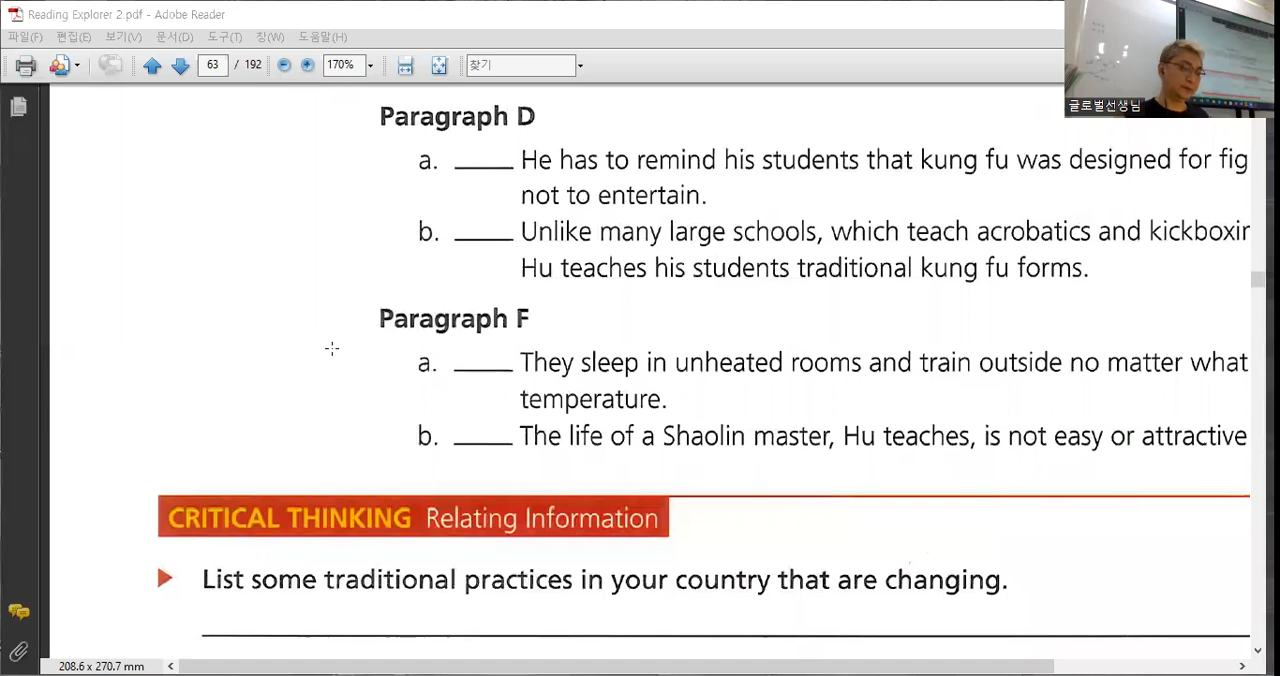 Reading Explorer 2.pdf - Adobe Reader
파일(F) 편집(E) 보기(V) 문서(D) 도구(T) 창(W) 도움말(H)
63 / 192 170% 찾기
글로벌선생님
Paragraph D
a. _____ He has to remind his students that kung fu was designed for fig
not to entertain.
b. _____ Unlike many large schools, which teach acrobatics and kickboxin
Hu teaches his students traditional kung fu forms.
Paragraph F
a. _____ They sleep in unheated rooms and train outside no matter what
temperature.
b. _____ The life of a Shaolin master, Hu teaches, is not easy or attractive
CRITICAL THINKING Relating Information
List some traditional practices in your country that are changing.
208.6 x 270.7 mm